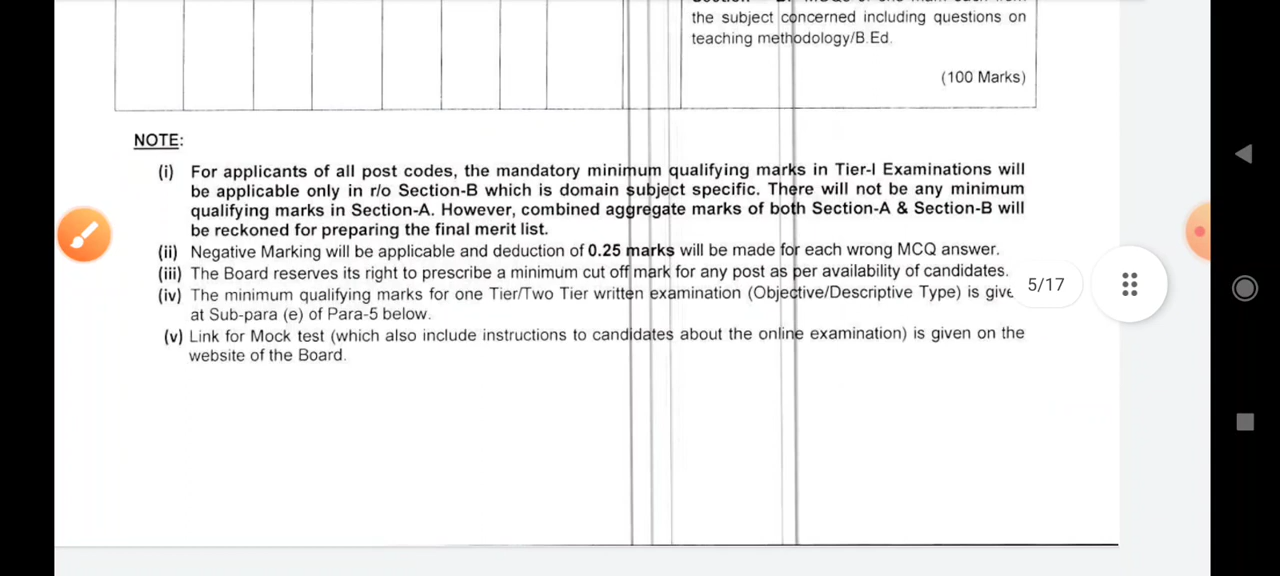 the subject concerned including questions on
teaching methodology/B.Ed.
(100 Marks)
NOTE:
(i) For applicants of all post codes, the mandatory minimum qualifying marks in Tier-I Examinations will
be applicable only in r/o Section-B which is domain subject specific. There will not be any minimum
qualifying marks in Section-A. However, combined aggregate marks of both Section-A & Section-B will
be reckoned for preparing the final merit list.
(ii) Negative Marking will be applicable and deduction of 0.25 marks will be made for each wrong MCQ answer.
(iii) The Board reserves its right to prescribe a minimum cut off mark for any post as per availability of candidates.
(iv) The minimum qualifying marks for one Tier/Two Tier written examination (Objective/Descriptive Type) is give
at Sub-para (e) of Para-5 below.
(v) Link for Mock test (which also include instructions to candidates about the online examination) is given on the
website of the Board.
5/17